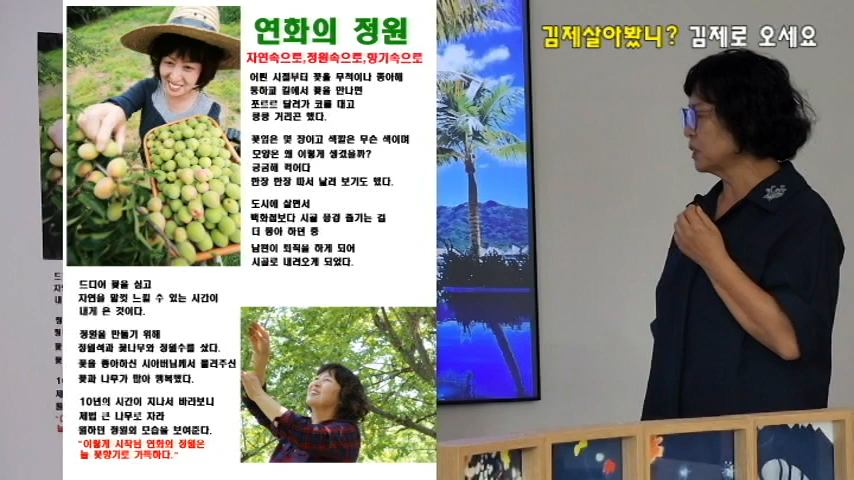 연화의 정원
자연속으로,정원속으로,향기속으로
어린 시절부터 꽃을 무척이나 좋아해
등하교 길에서 꽃을 만나면
쪼르르 달려가 코를 대고
킁킁 거리곤 했다.
꽃잎은 몇 장이고 색깔은 무슨 색이며
모양은 왜 이렇게 생겼을까?
궁금해 꺽어다
한장 한장 따서 날려 보기도 했다.
도시에 살면서
백화점보다 시골 풍경 즐기는 걸
더 좋아 하던 중
남편이 퇴직을 하게 되어
시골로 내려오게 되었다.
드디어 꽃을 심고
자연을 맘껏 느낄 수 있는 시간이
내게 온 것이다.
정원을 만들기 위해
정원석과 꽃나무와 정원수를 샀다.
꽃을 좋아하신 시아버님께서 물려주신
꽃과 나무가 많아 행복했다.
10년의 시간이 지나서 바라보니
제법 큰 나무로 자라
원하던 정원의 모습을 보여준다.
"이렇게 시작님 연화의 정원은
늘 꽃향기로 가득하다."
김제살아봤니? 김제로 오세요